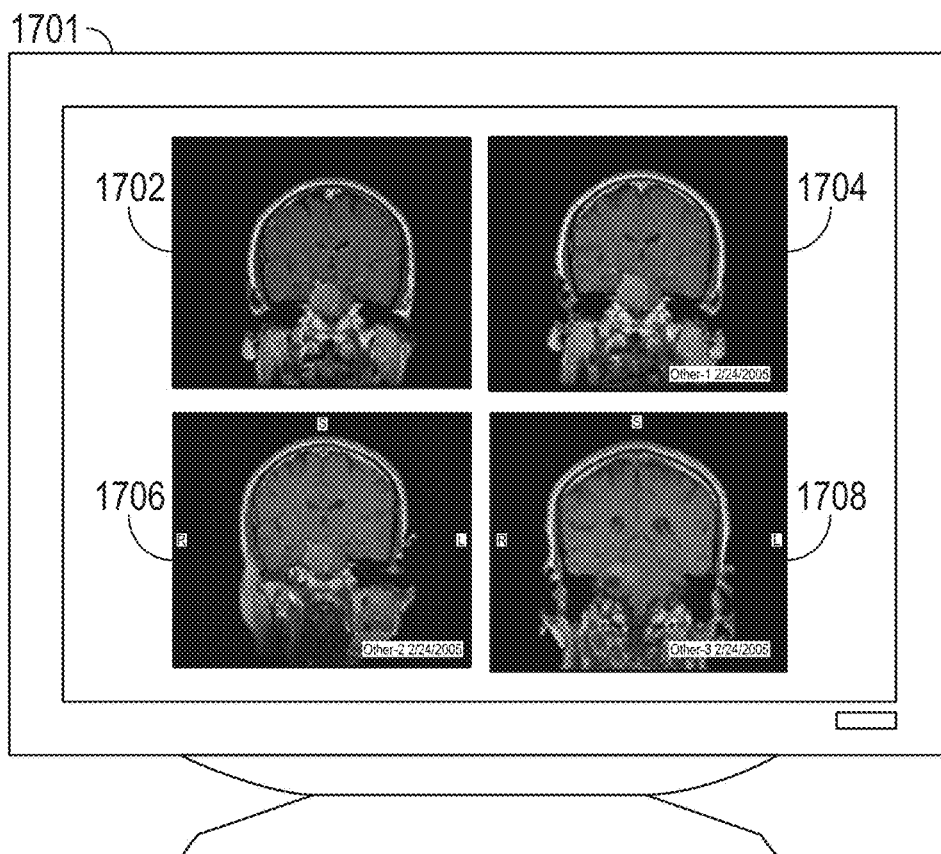 1701
1702
1704
Other-1 2/24/2005
S
S
1706
1708
R
L
R
L
Other-2 2/24/2005
Other-3 2/24/2005